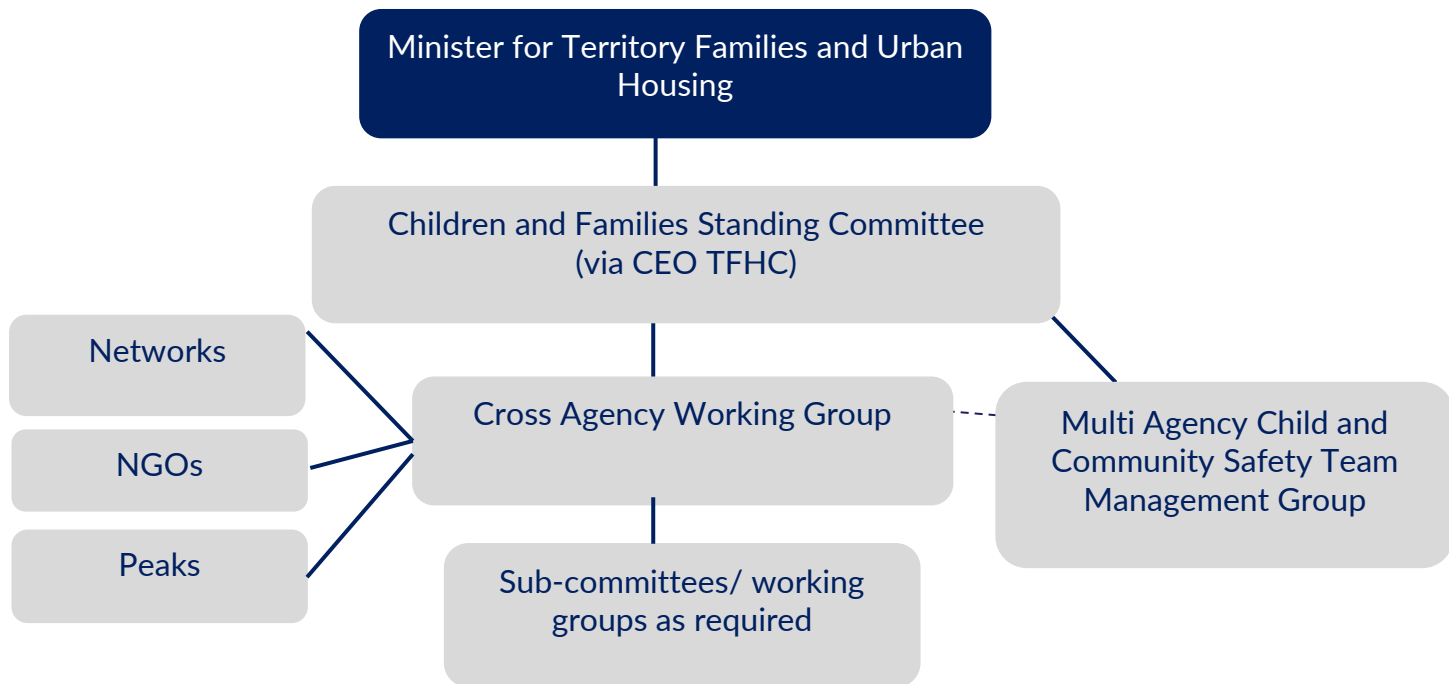 Minister for Territory Families and Urban
Housing
Children and Families Standing Committee
(via CEO TFHC)
Networks
NGOs
Peaks
Cross Agency Working Group
Multi Agency Child and
Community Safety Team
Management Group
Sub-committees/ working
groups as required